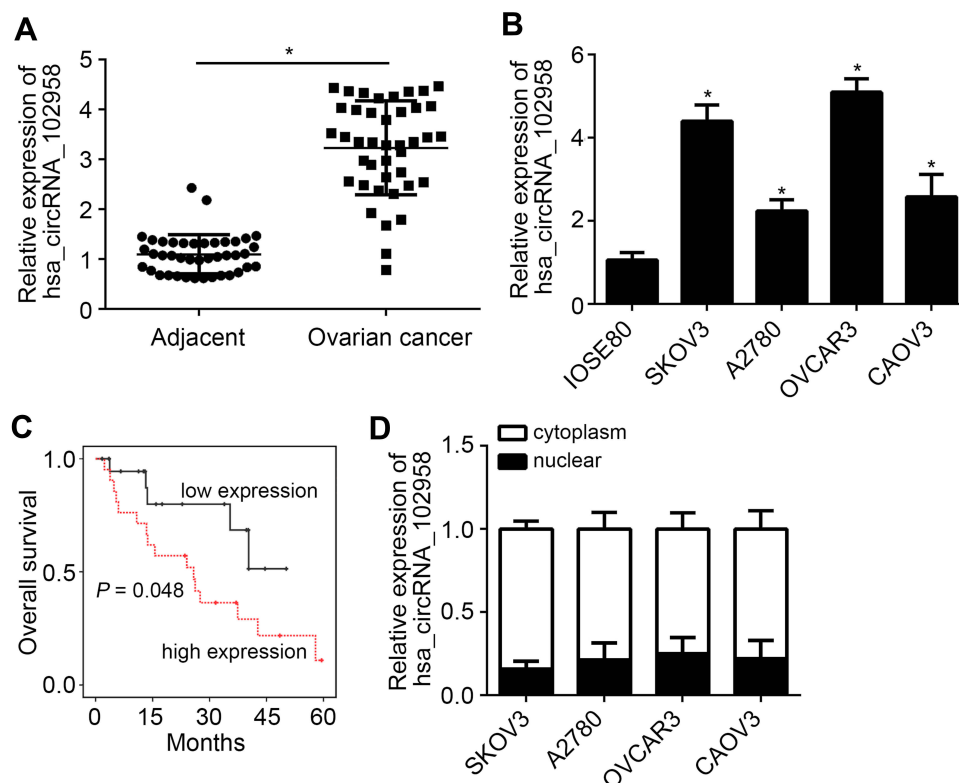 A
Relative expression of
hsa_circRNA_102958
5
4
3
2
1
0
*
Adjacent
Ovarian cancer
B
Relative expression of
hsa_circRNA_102958
6
4
2
0
*
*
*
*
IOSE80
SKOV3
A2780
OVCAR3
CAOV3
C
Overall survival
1.0
0.5
0.0
low expression
P = 0.048
high expression
0
15
30
45
60
Months
D
Relative expression of
hsa_circRNA_102958
1.5
1.0
0.5
0.0
cytoplasm
nuclear
SKOV3
A2780
OVCAR3
CAOV3